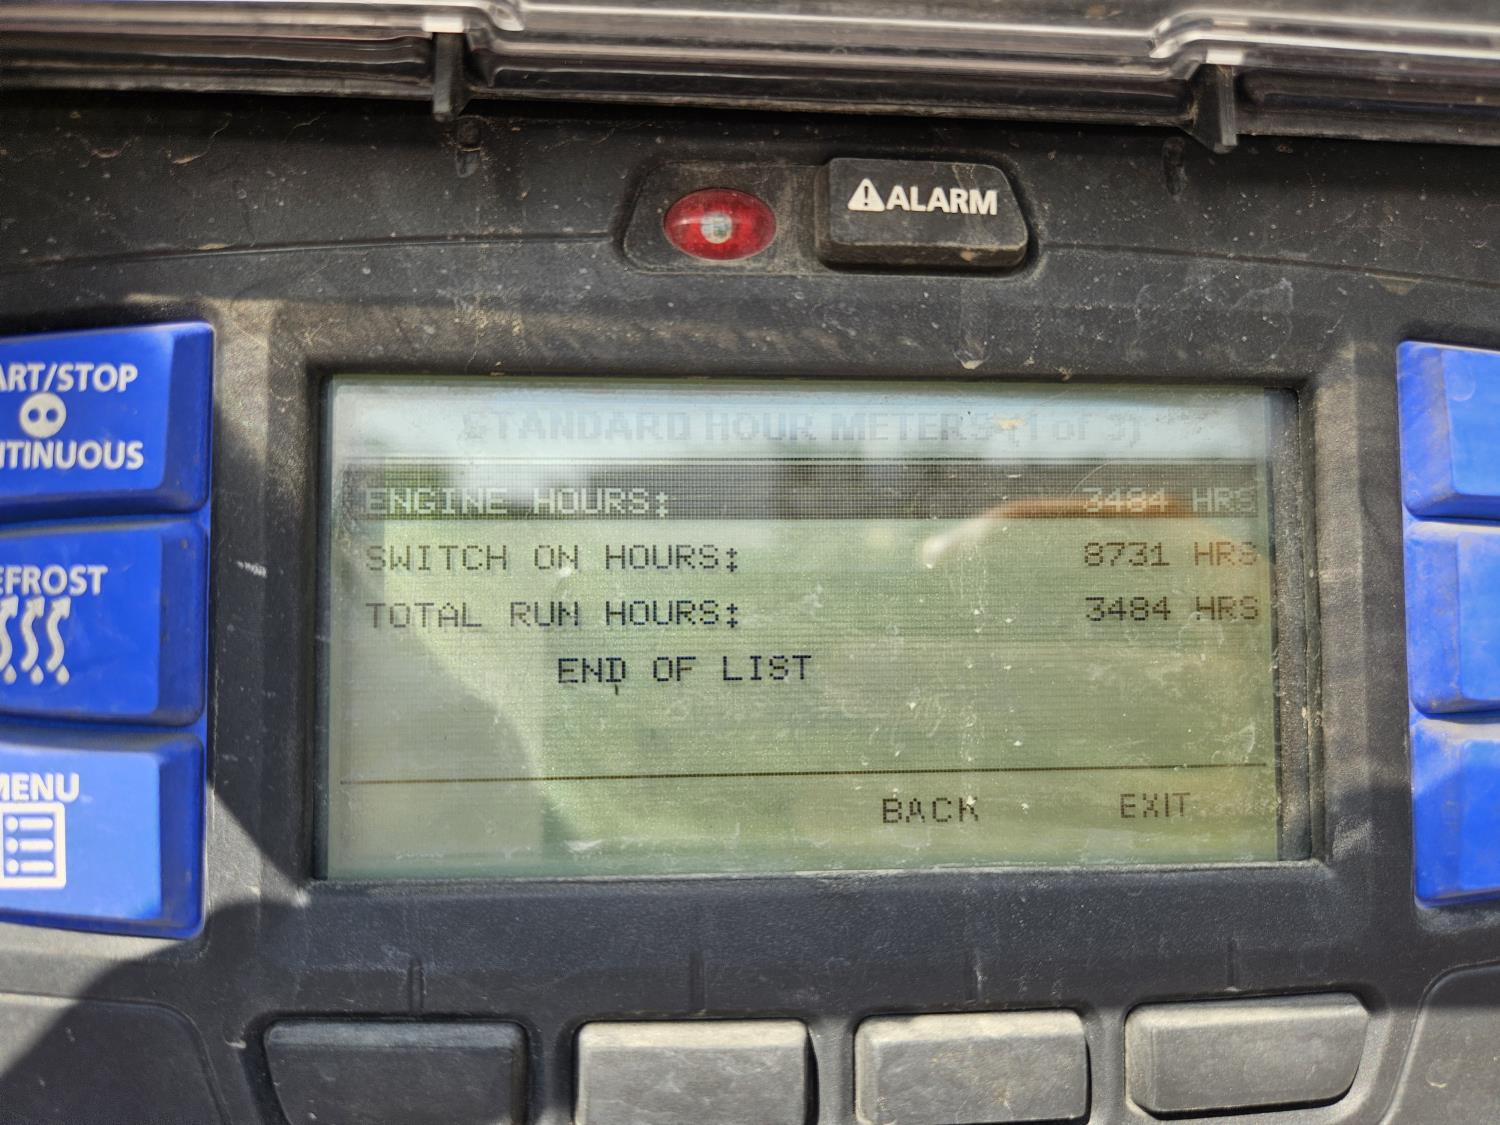 ALARM
ART/STOP
NTINUOUS
EFROST
MENU
STANDARD HOUR METERS (1 of 3)
ENGINE HOURS: 3484 HRS
SWITCH ON HOURS: 8731 HRS
TOTAL RUN HOURS: 3484 HRS
END OF LIST
BACK EXIT